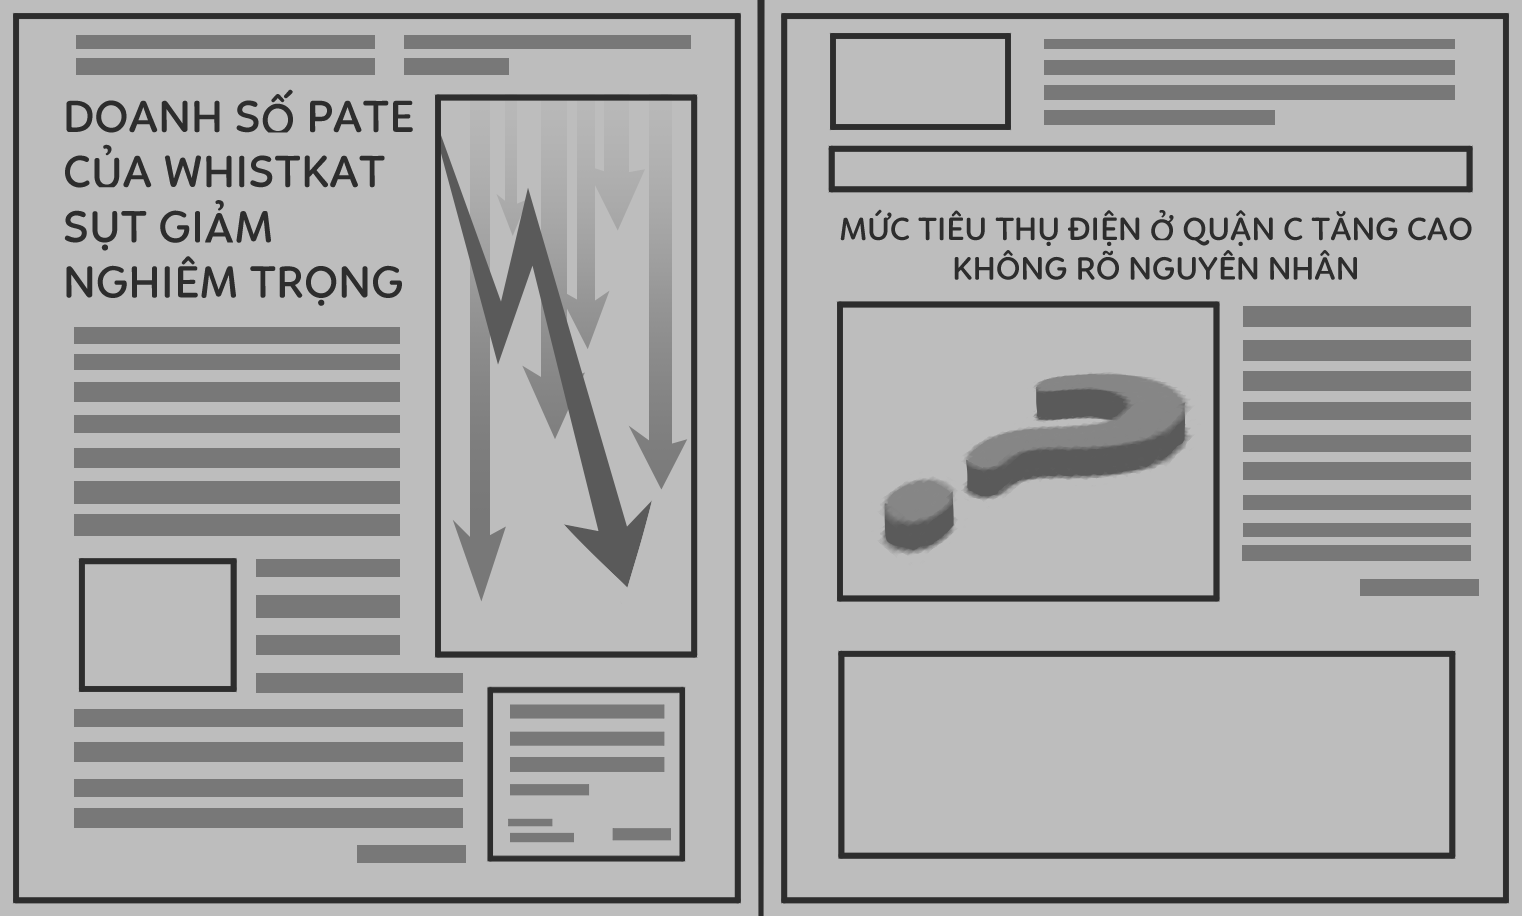 DOANH SỐ PATE
CỦA WHISTKAT
SỤT GIẢM
NGHIÊM TRỌNG
MỨC TIÊU THỤ ĐIỆN Ở QUẬN C TĂNG CAO
KHÔNG RÕ NGUYÊN NHÂN